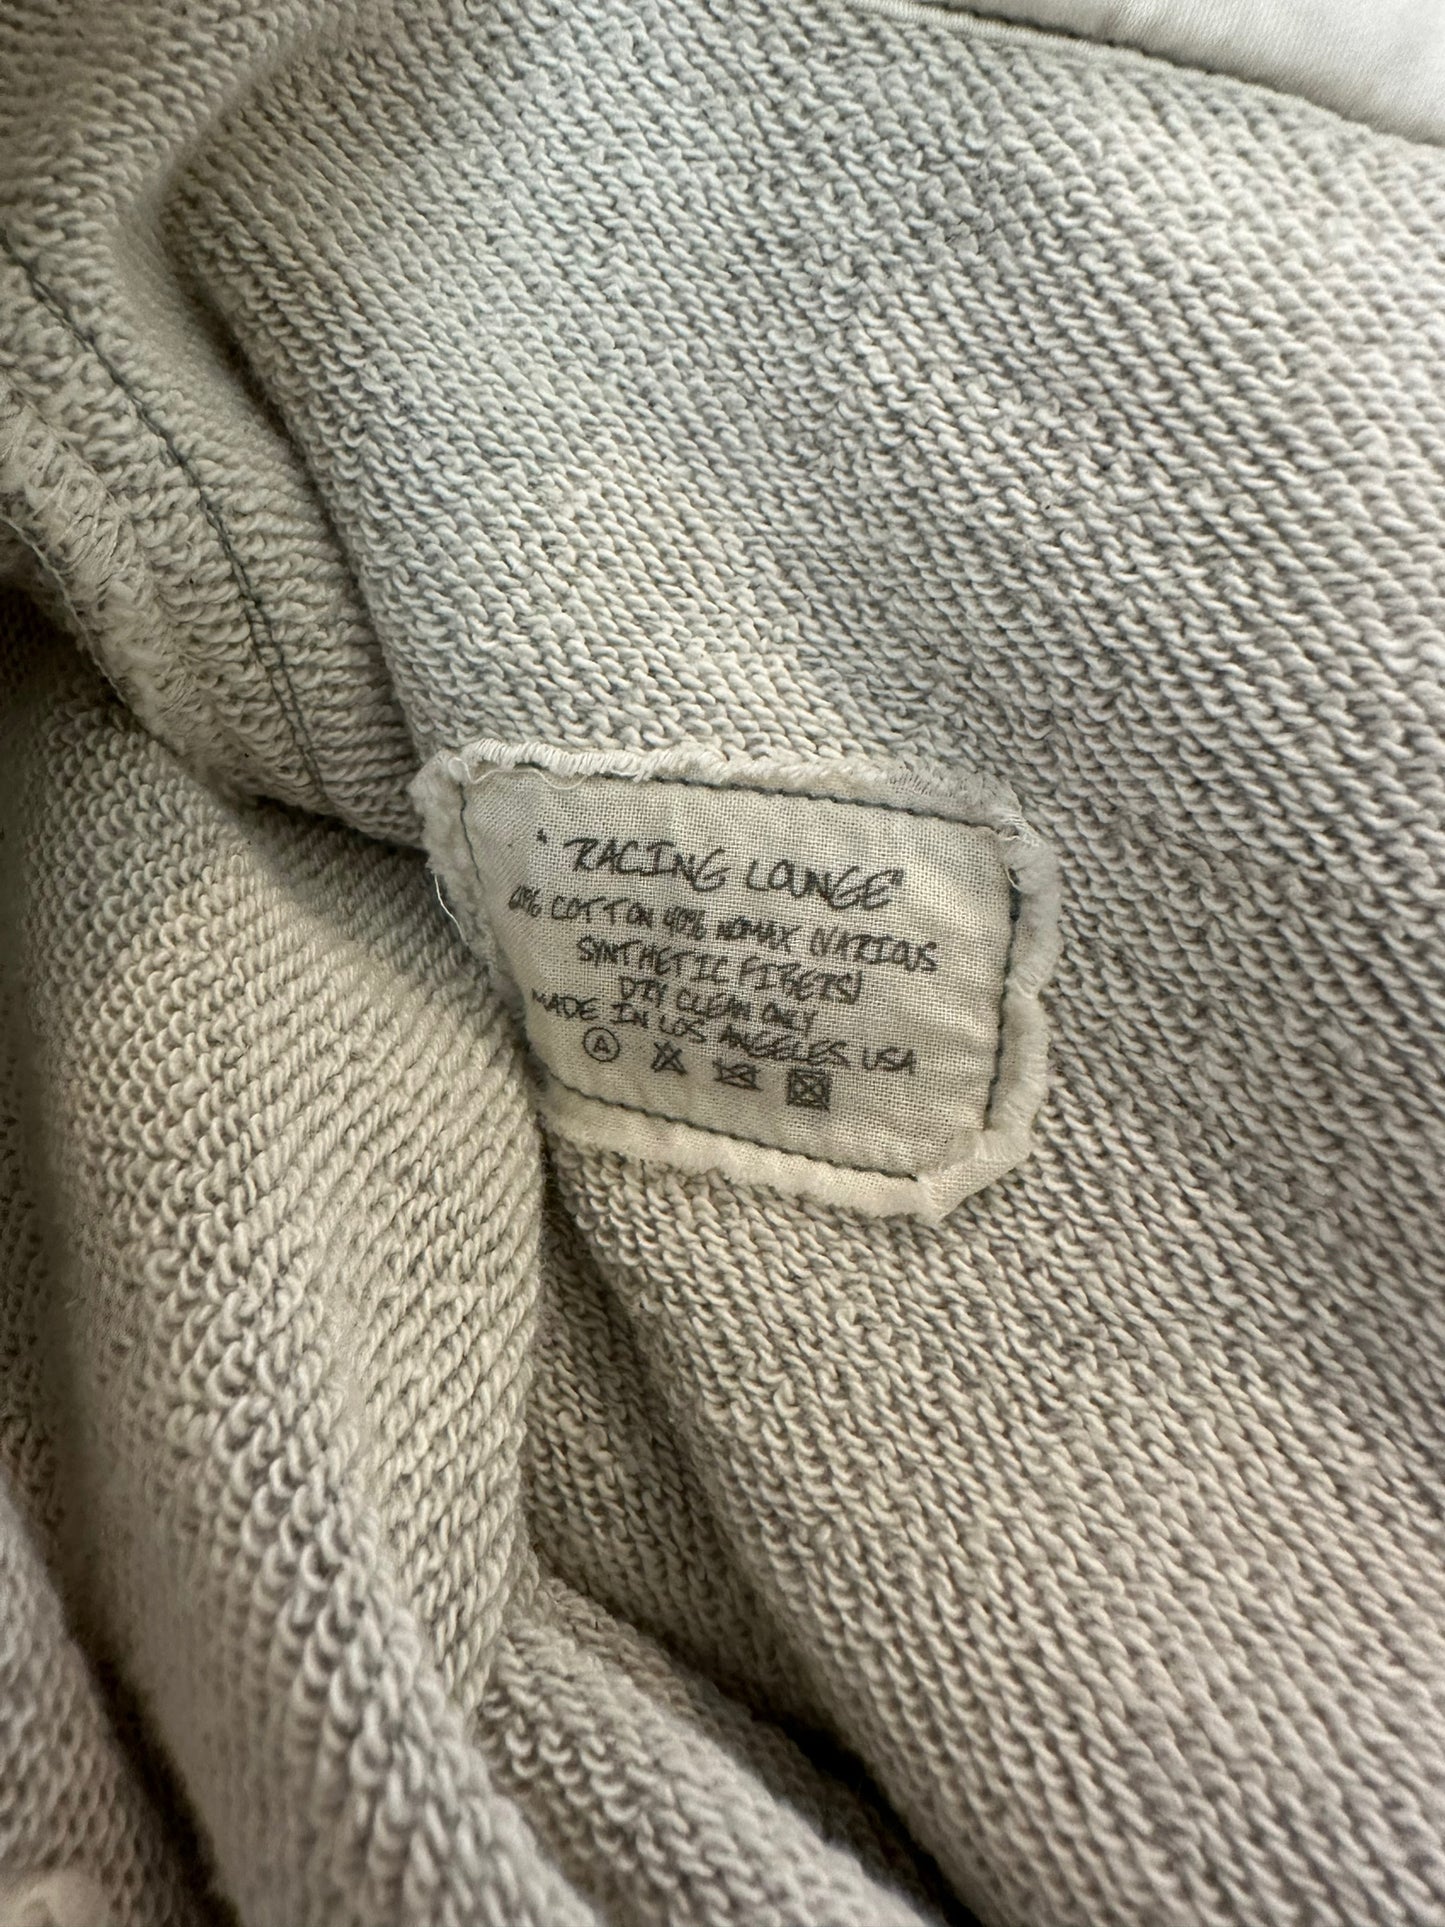 "RACING LOUNGE"
60% COTTON 40% NOMAX (VARIOUS
SYNTHETIC FIBERS)
DRY CLEAN ONLY
MADE IN LOS ANGELES USA
A